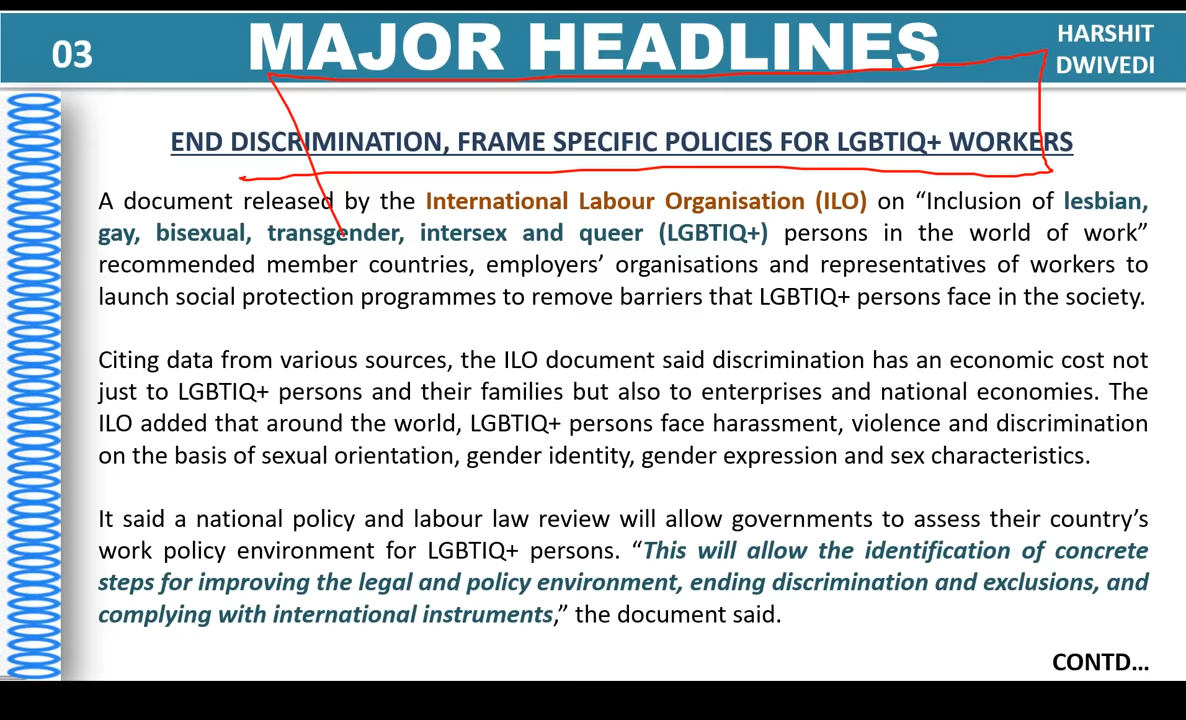 03
MAJOR HEADLINES
HARSHIT
DWIVEDI
END DISCRIMINATION, FRAME SPECIFIC POLICIES FOR LGBTIQ+ WORKERS
A document released by the International Labour Organisation (ILO) on “Inclusion of lesbian,
gay, bisexual, transgender, intersex and queer (LGBTIQ+) persons in the world of work”
recommended member countries, employers’ organisations and representatives of workers to
launch social protection programmes to remove barriers that LGBTIQ+ persons face in the society.
Citing data from various sources, the ILO document said discrimination has an economic cost not
just to LGBTIQ+ persons and their families but also to enterprises and national economies. The
ILO added that around the world, LGBTIQ+ persons face harassment, violence and discrimination
on the basis of sexual orientation, gender identity, gender expression and sex characteristics.
It said a national policy and labour law review will allow governments to assess their country’s
work policy environment for LGBTIQ+ persons. “This will allow the identification of concrete
steps for improving the legal and policy environment, ending discrimination and exclusions, and
complying with international instruments,” the document said.
CONTD...